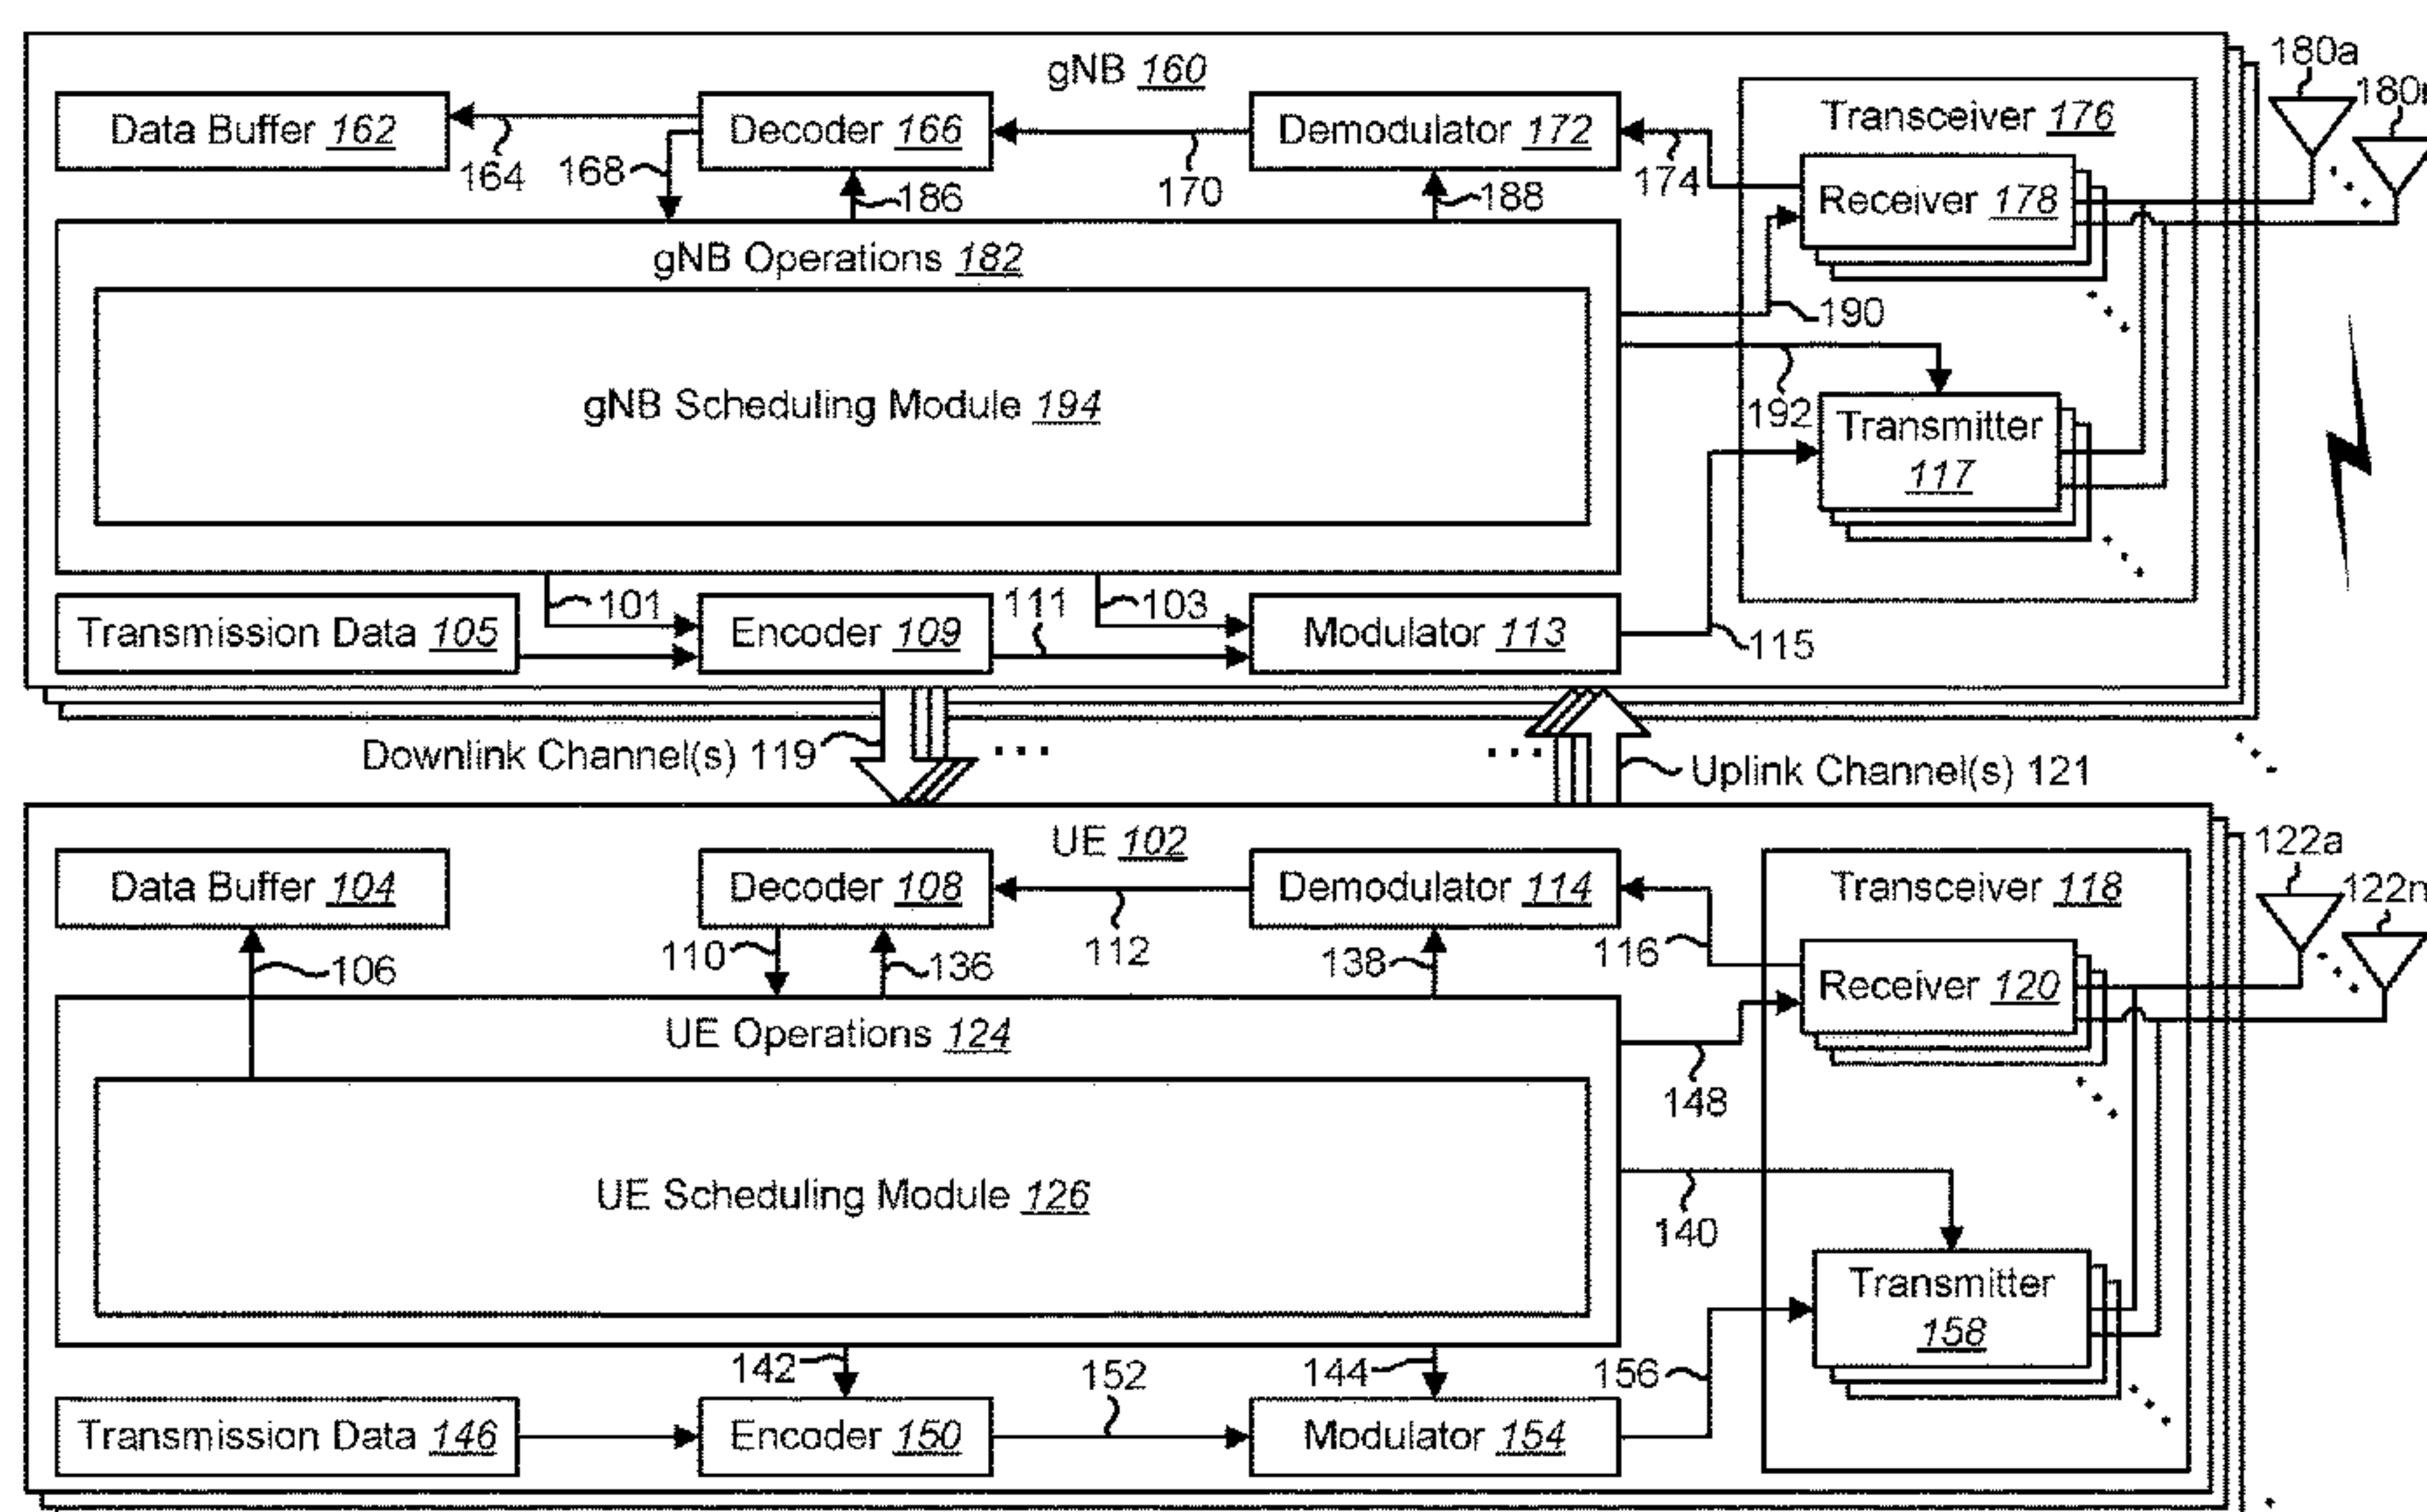 gNB 160
180a
180n
Data Buffer 162
Decoder 166
Demodulator 172
Transceiver 176
164
168
186
170
188
174
Receiver 178
gNB Operations 182
190
gNB Scheduling Module 194
192
Transmitter
117
101
111
103
Transmission Data 105
Encoder 109
Modulator 113
115
Downlink Channel(s) 119
Uplink Channel(s) 121
UE 102
122a
122n
Data Buffer 104
Decoder 108
Demodulator 114
Transceiver 118
106
110
136
112
138
116
Receiver 120
UE Operations 124
148
UE Scheduling Module 126
140
Transmitter
158
142
152
144
156
Transmission Data 146
Encoder 150
Modulator 154